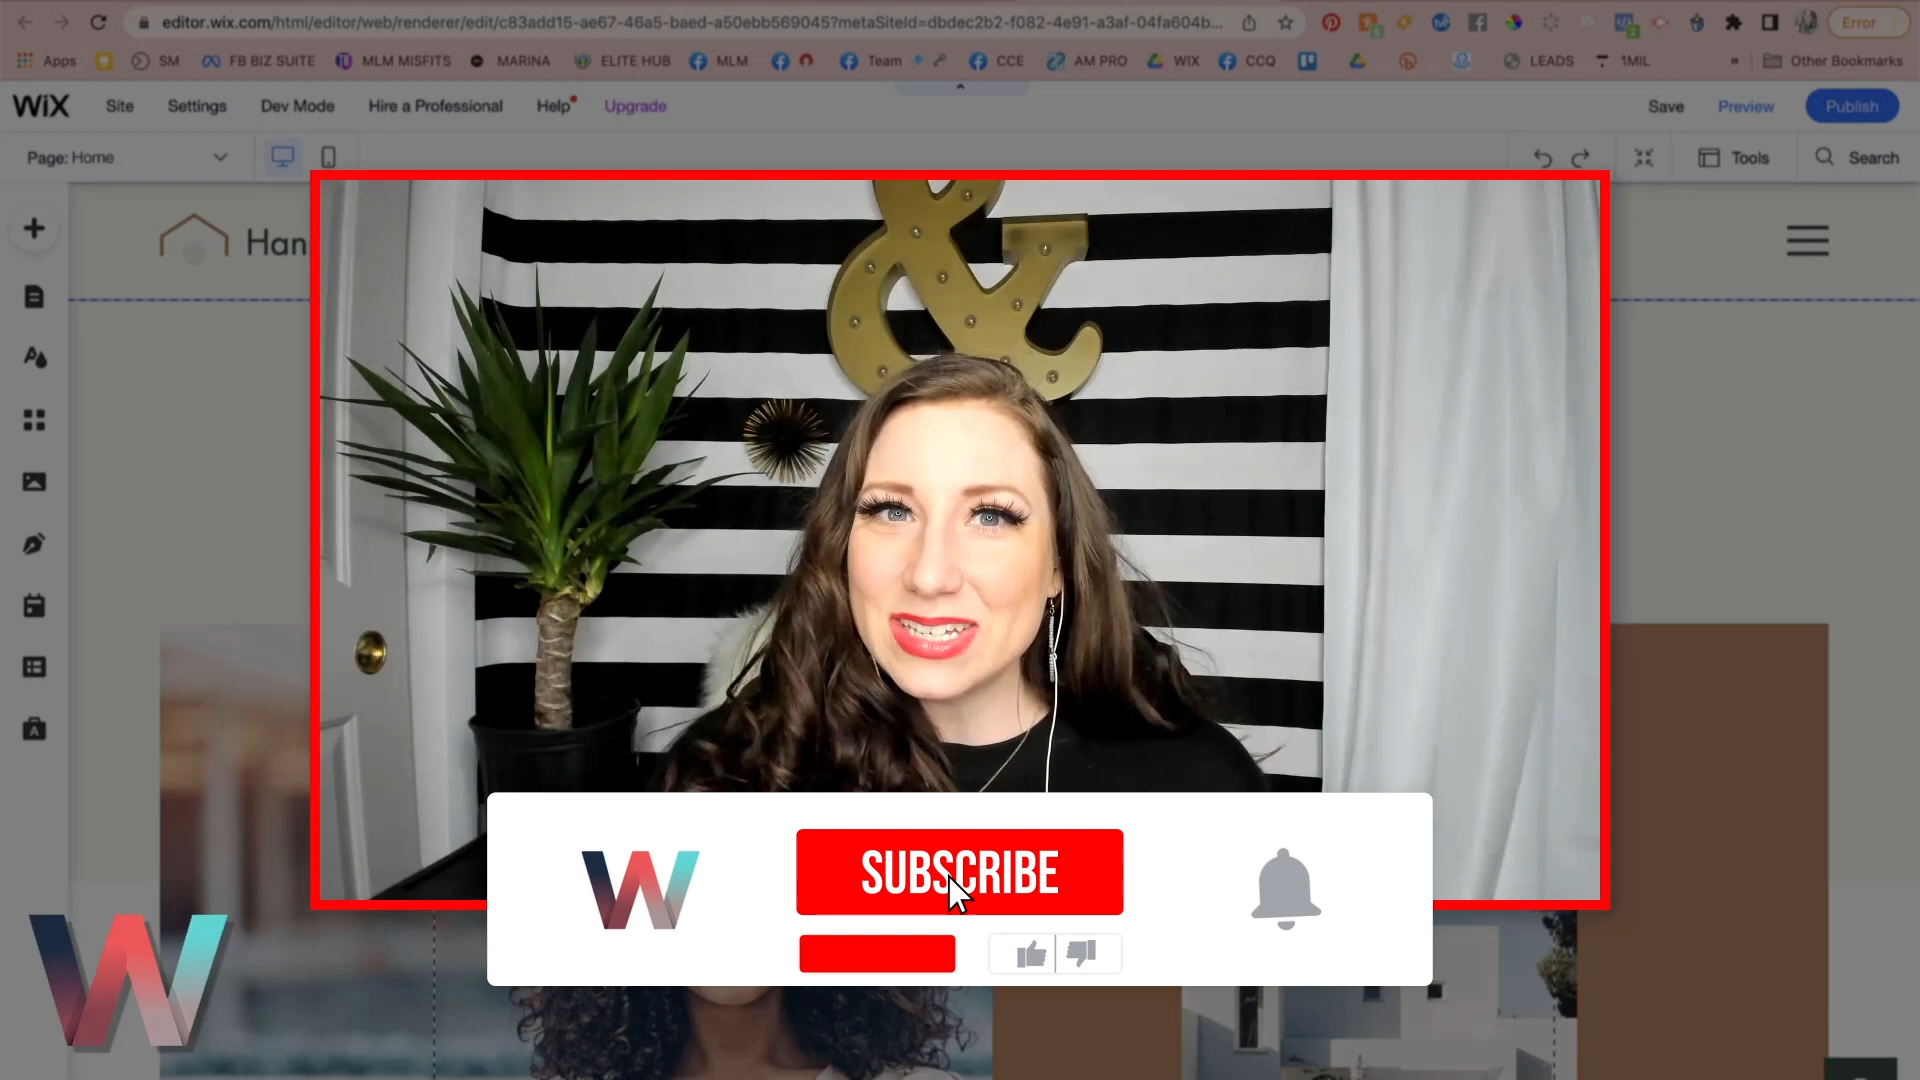 editor.wix.com/html/editor/web/renderer/edit/c83add15-ae67-46a5-baed-a50ebb569045?metaSiteId=dbdec2b2-f082-4e91-a3af-04fa604b...
Error
Apps SM FB BIZ SUITE MLM MISFITS MARINA ELITE HUB MLM Team CCE AM PRO WIX CCQ LEADS 1MIL » Other Bookmarks
WiX Site Settings Dev Mode Hire a Professional Help Upgrade Save Preview Publish
Page: Home Tools Search
Han
&
W SUBSCRIBE
W